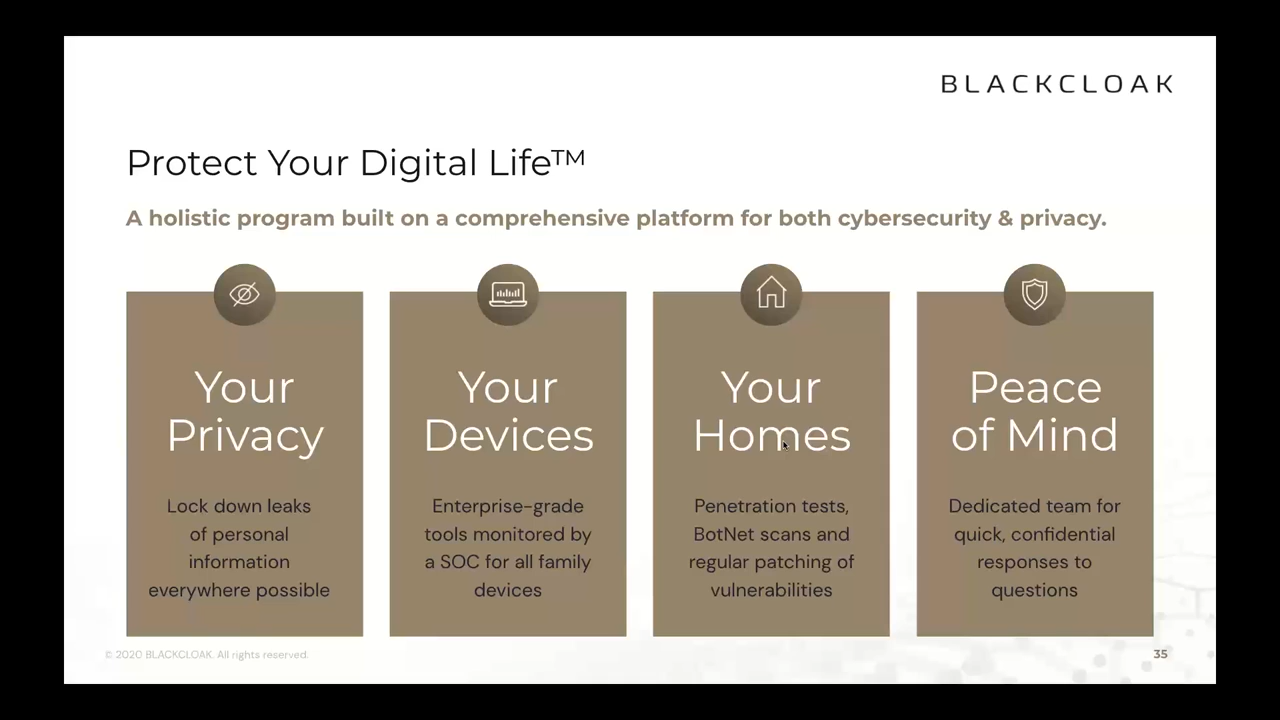 BLACKCLOAK
Protect Your Digital Life™
A holistic program built on a comprehensive platform for both cybersecurity & privacy.
Your
Privacy
Lock down leaks
of personal
information
everywhere possible
Your
Devices
Enterprise-grade
tools monitored by
a SOC for all family
devices
Your
Homes
Penetration tests,
BotNet scans and
regular patching of
vulnerabilities
Peace
of Mind
Dedicated team for
quick, confidential
responses to
questions
© 2020 BLACKCLOAK. All rights reserved.
35